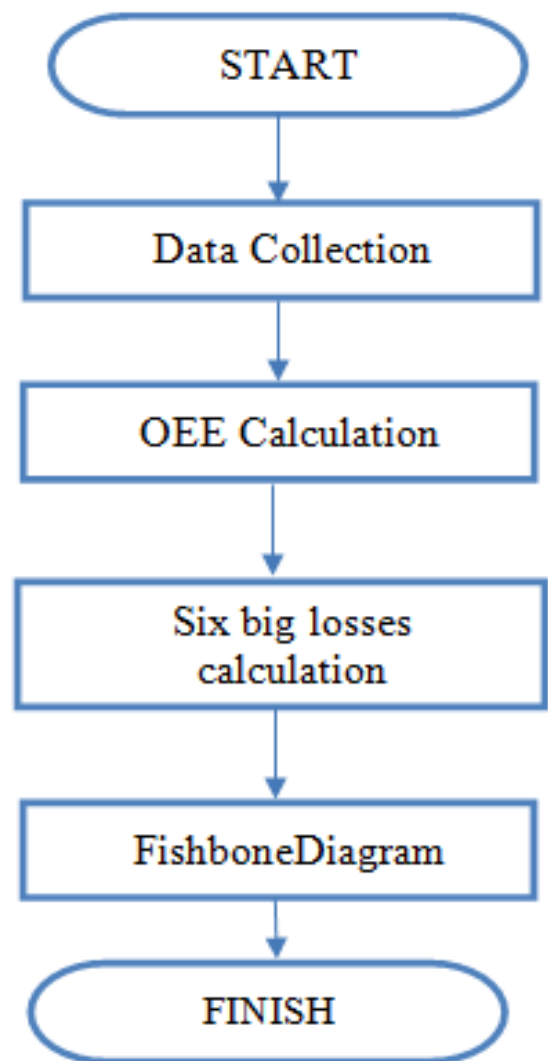 START
Data Collection
OEE Calculation
Six big losses
calculation
FishboneDiagram
FINISH